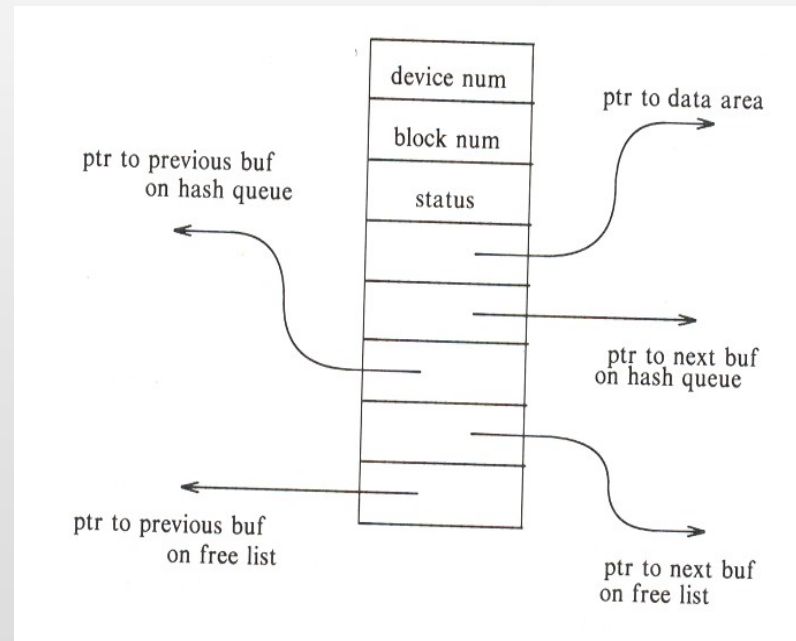 device num
block num
status
ptr to data area
ptr to previous buf
on hash queue
ptr to next buf
on hash queue
ptr to previous buf
on free list
ptr to next buf
on free list